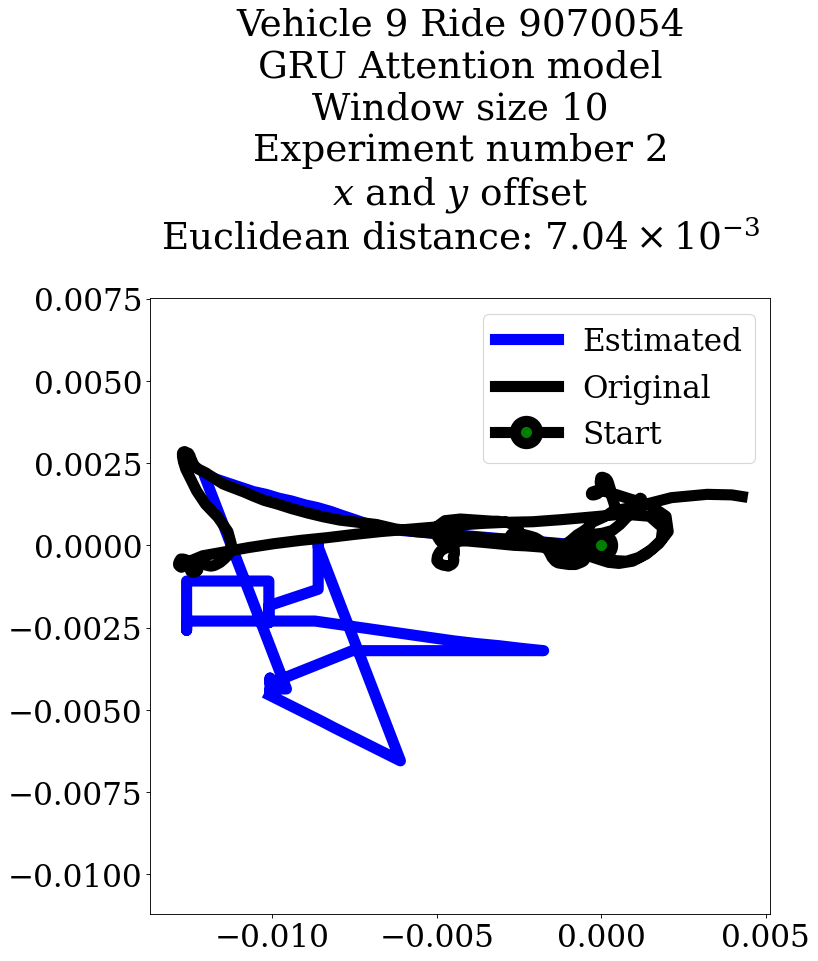 Vehicle 9 Ride 9070054
GRU Attention model
Window size 10
Experiment number 2
x and y offset
Euclidean distance: 7.04 × 10⁻³
0.0075
0.0050
0.0025
0.0000
−0.0025
−0.0050
−0.0075
−0.0100
Estimated
Original
Start
−0.010
−0.005
0.000
0.005